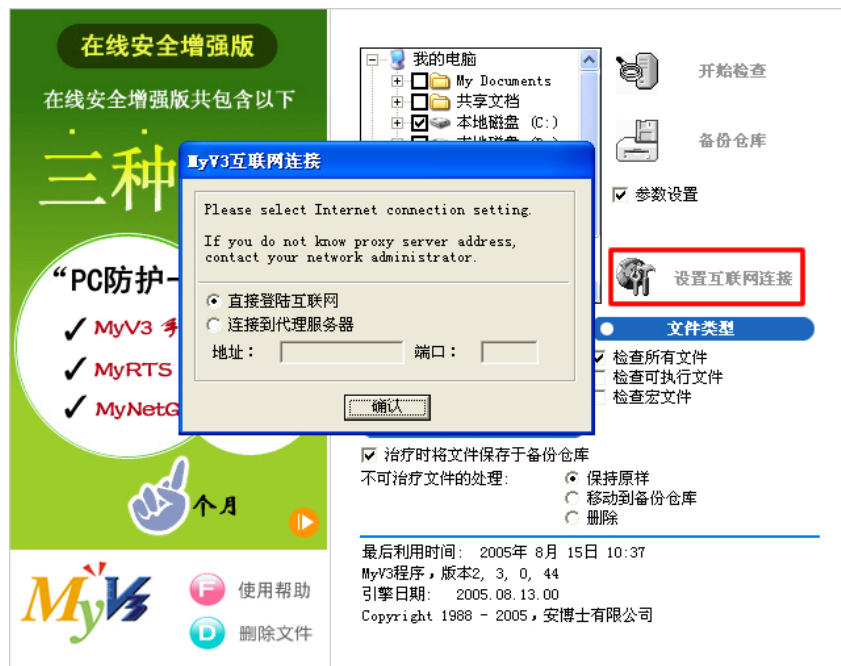 在线安全增强版
在线安全增强版共包含以下
三种
“PC防护一
MyV3 手
MyRTS
MyNetG
个月
MyV3
F 使用帮助
D 删除文件
我的电脑
My Documents
共享文档
本地磁盘 (C:)
开始检查
备份仓库
参数设置
设置互联网连接
MyV3互联网连接
Please select Internet connection setting.
If you do not know proxy server address,
contact your network administrator.
直接登陆互联网
连接到代理服务器
地址： 端口：
确认
文件类型
检查所有文件
检查可执行文件
检查宏文件
治疗时将文件保存于备份仓库
不可治疗文件的处理: 保持原样
移动到备份仓库
删除
最后利用时间: 2005年 8月 15日 10:37
MyV3程序，版本2, 3, 0, 44
引擎日期: 2005.08.13.00
Copyright 1988 - 2005，安博士有限公司